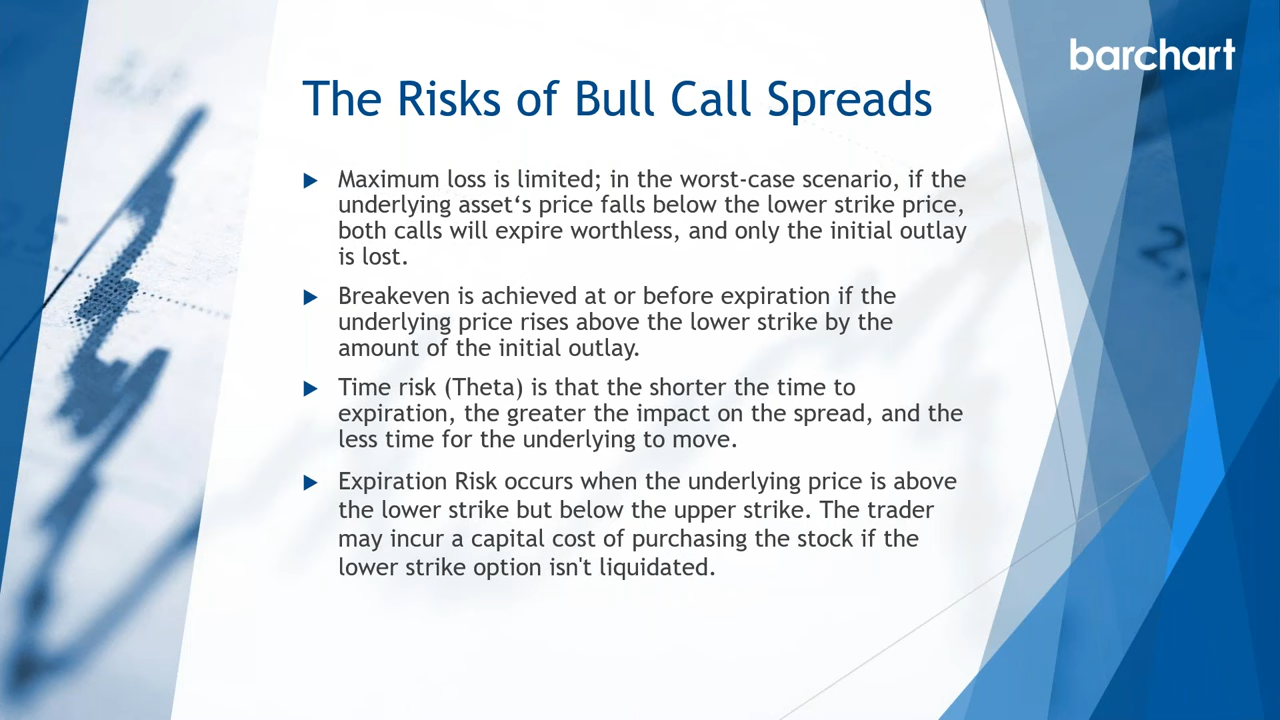 barchart
The Risks of Bull Call Spreads
Maximum loss is limited; in the worst-case scenario, if the
underlying asset‘s price falls below the lower strike price,
both calls will expire worthless, and only the initial outlay
is lost.
Breakeven is achieved at or before expiration if the
underlying price rises above the lower strike by the
amount of the initial outlay.
Time risk (Theta) is that the shorter the time to
expiration, the greater the impact on the spread, and the
less time for the underlying to move.
Expiration Risk occurs when the underlying price is above
the lower strike but below the upper strike. The trader
may incur a capital cost of purchasing the stock if the
lower strike option isn't liquidated.